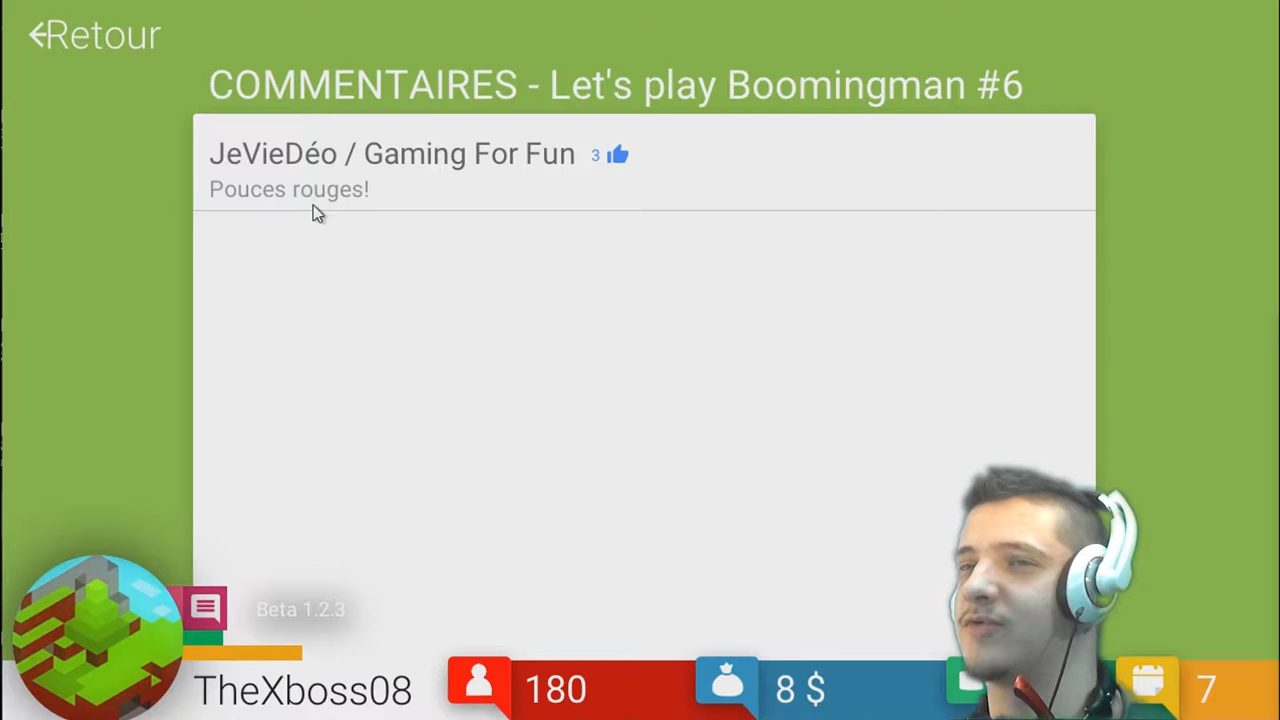 Retour
COMMENTAIRES - Let's play Boomingman #6
JeVieDéo / Gaming For Fun 3
Pouces rouges!
Beta 1.2.3
TheXboss08 180 8 $ 7